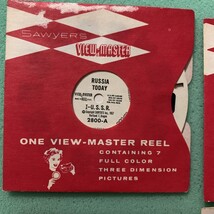 SAWYER'S
VIEW-MASTER
RUSSIA
TODAY
I-U.S.S.R.
2800-A
ONE VIEW-MASTER REEL
CONTAINING 7
FULL COLOR
THREE DIMENSION
PICTURES